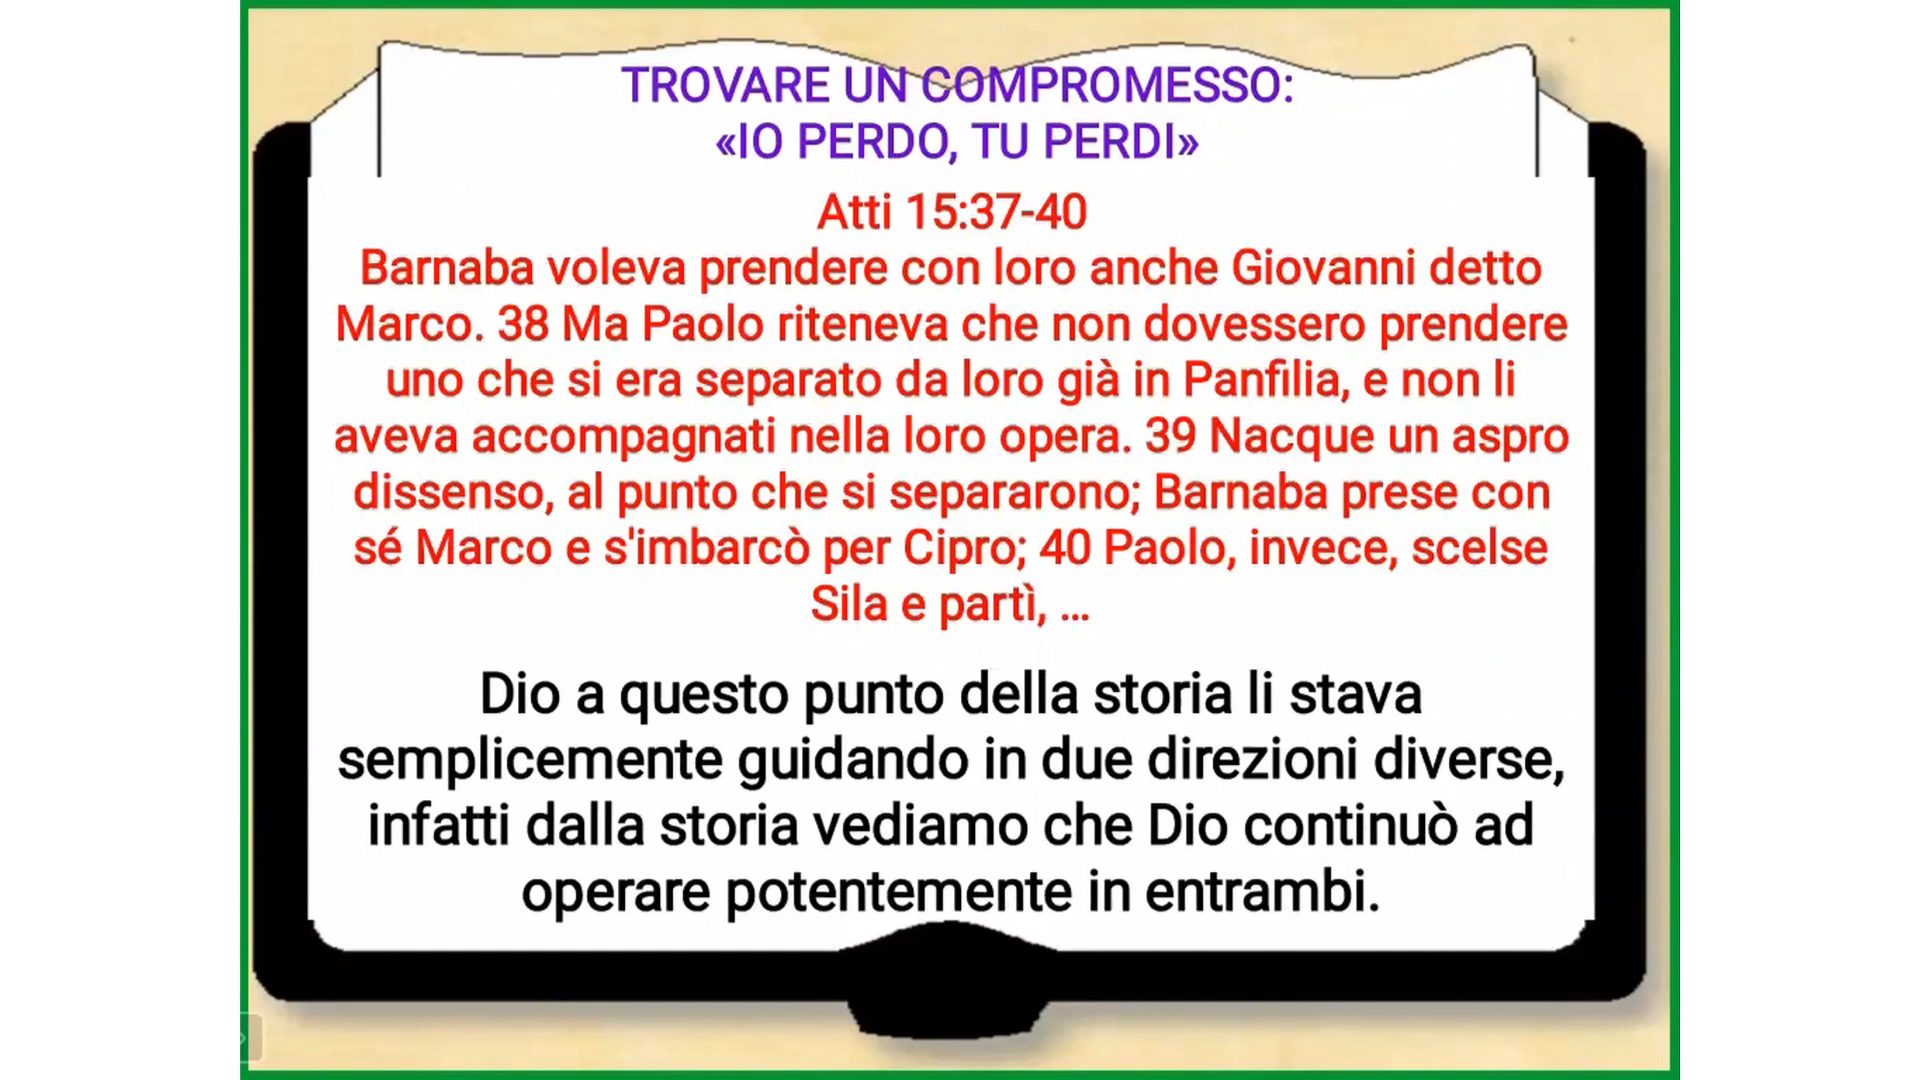 TROVARE UN COMPROMESSO:
«IO PERDO, TU PERDI»
Atti 15:37-40
Barnaba voleva prendere con loro anche Giovanni detto
Marco. 38 Ma Paolo riteneva che non dovessero prendere
uno che si era separato da loro già in Panfilia, e non li
aveva accompagnati nella loro opera. 39 Nacque un aspro
dissenso, al punto che si separarono; Barnaba prese con
sé Marco e s'imbarcò per Cipro; 40 Paolo, invece, scelse
Sila e partì, ...
Dio a questo punto della storia li stava
semplicemente guidando in due direzioni diverse,
infatti dalla storia vediamo che Dio continuò ad
operare potentemente in entrambi.